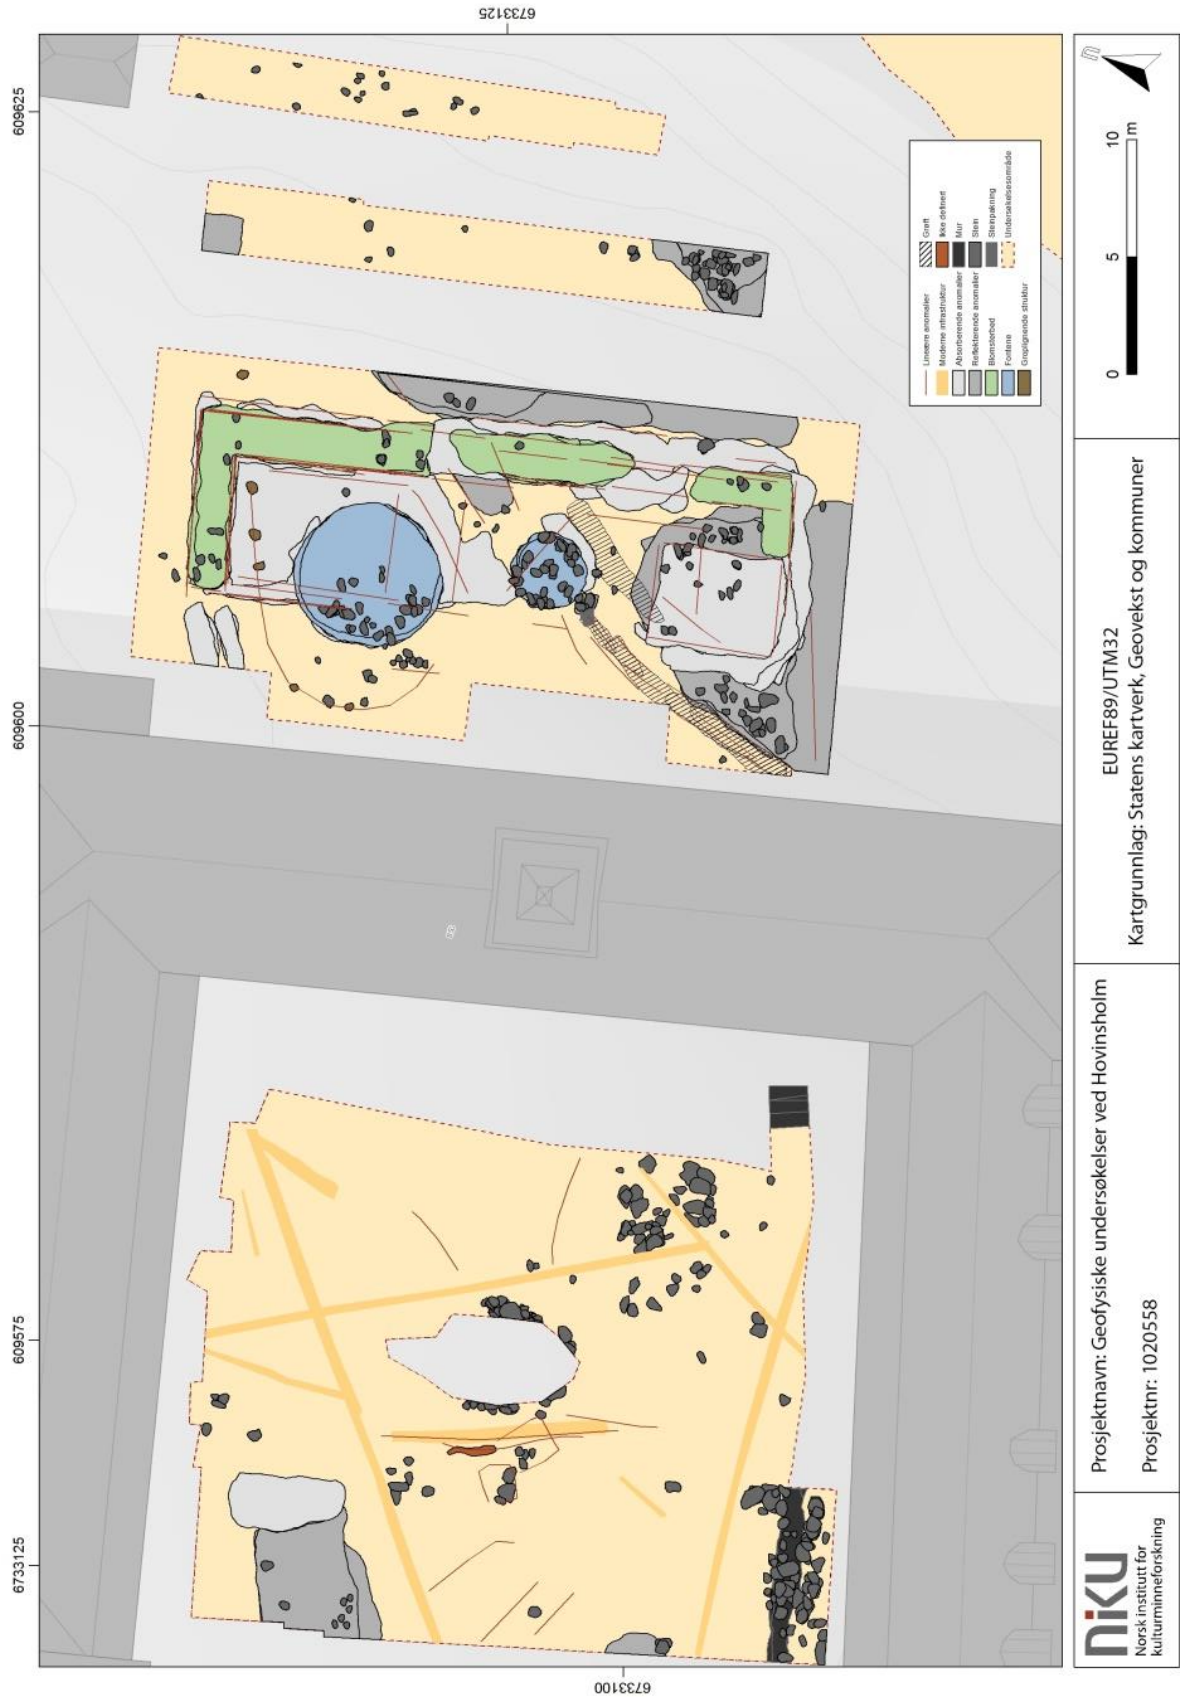 6733125
609625
609600
609575
6733125
6733100
Lineære anomalier
Moderne infrastruktur
Absorberende anomalier
Reflekterende anomalier
Blomsterbed
Fontene
Groplignende struktur
Grøft
Ikke definert
Mur
Stein
Steinpakning
Undersøkelsesområde
n
0 5 10 m
EUREF89/UTM32
Kartgrunnlag: Statens kartverk, Geovekst og kommuner
Prosjektnavn: Geofysiske undersøkelser ved Hovinsholm
Prosjektnr: 1020558
niku
Norsk institutt for
kulturminneforskning